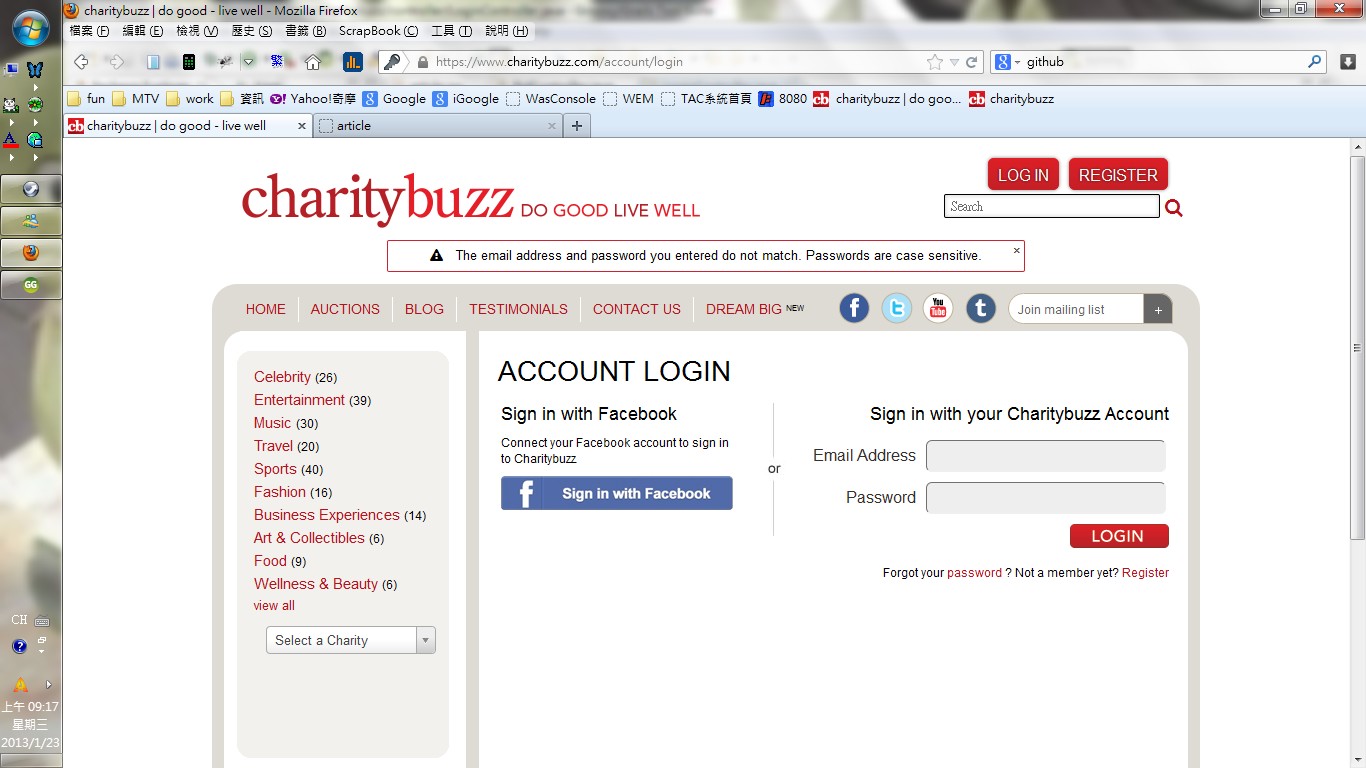 charitybuzz | do good - live well - Mozilla Firefox
檔案 (F) 編輯 (E) 檢視 (V) 歷史 (S) 書籤 (B) ScrapBook (C) 工具 (T) 說明 (H)
繁 https://www.charitybuzz.com/account/login github
fun MTV work 資訊 Yahoo!奇摩 Google iGoogle WasConsole WEM TAC系統首頁 8080 charitybuzz | do goo... charitybuzz
charitybuzz | do good - live well article
LOG IN REGISTER
charitybuzz DO GOOD LIVE WELL
Search
The email address and password you entered do not match. Passwords are case sensitive.
HOME AUCTIONS BLOG TESTIMONIALS CONTACT US DREAM BIG NEW Join mailing list +
Celebrity (26)
Entertainment (39)
Music (30)
Travel (20)
Sports (40)
Fashion (16)
Business Experiences (14)
Art & Collectibles (6)
Food (9)
Wellness & Beauty (6)
view all
Select a Charity
ACCOUNT LOGIN
Sign in with Facebook
Connect your Facebook account to sign in
to Charitybuzz
Sign in with Facebook
or
Sign in with your Charitybuzz Account
Email Address
Password
LOGIN
Forgot your password ? Not a member yet? Register
CH
上午 09:17
星期三
2013/1/23